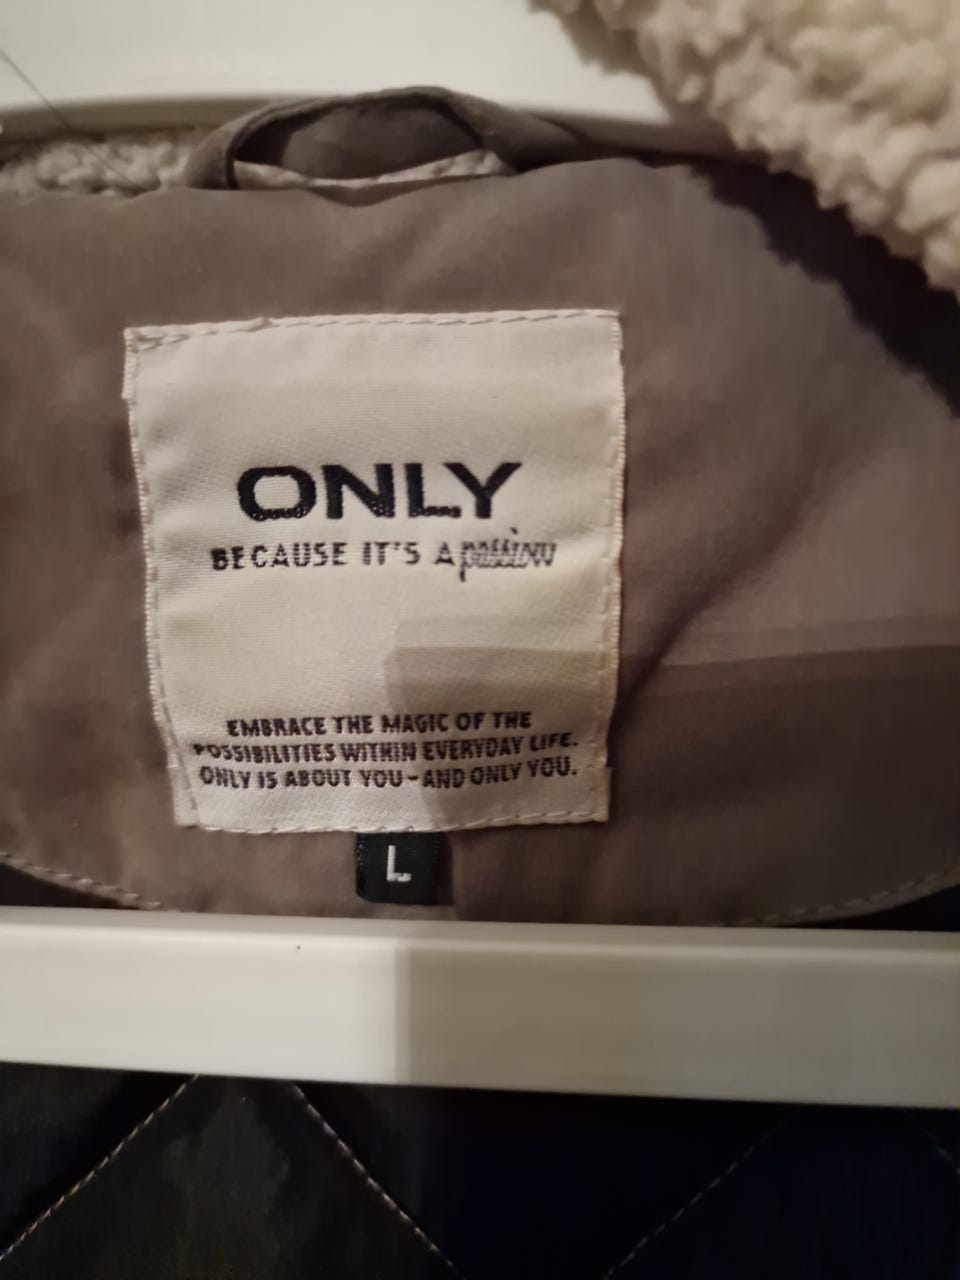 ONLY
BECAUSE IT'S A passion
EMBRACE THE MAGIC OF THE
POSSIBILITIES WITHIN EVERYDAY LIFE.
ONLY IS ABOUT YOU-AND ONLY YOU.
L